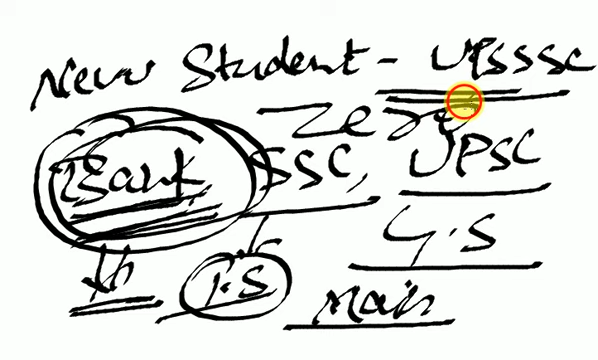 New Student - UPSSSC
Zero
Bank SSC, UPSC
G.S
Main